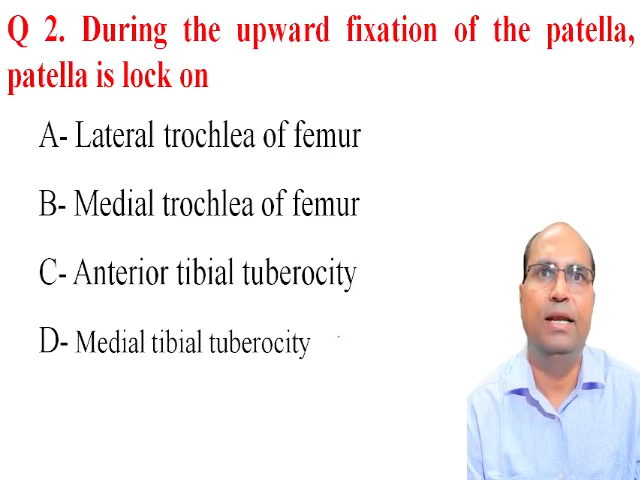 Q 2. During the upward fixation of the patella,
patella is lock on
A- Lateral trochlea of femur
B- Medial trochlea of femur
C- Anterior tibial tuberocity
D- Medial tibial tuberocity